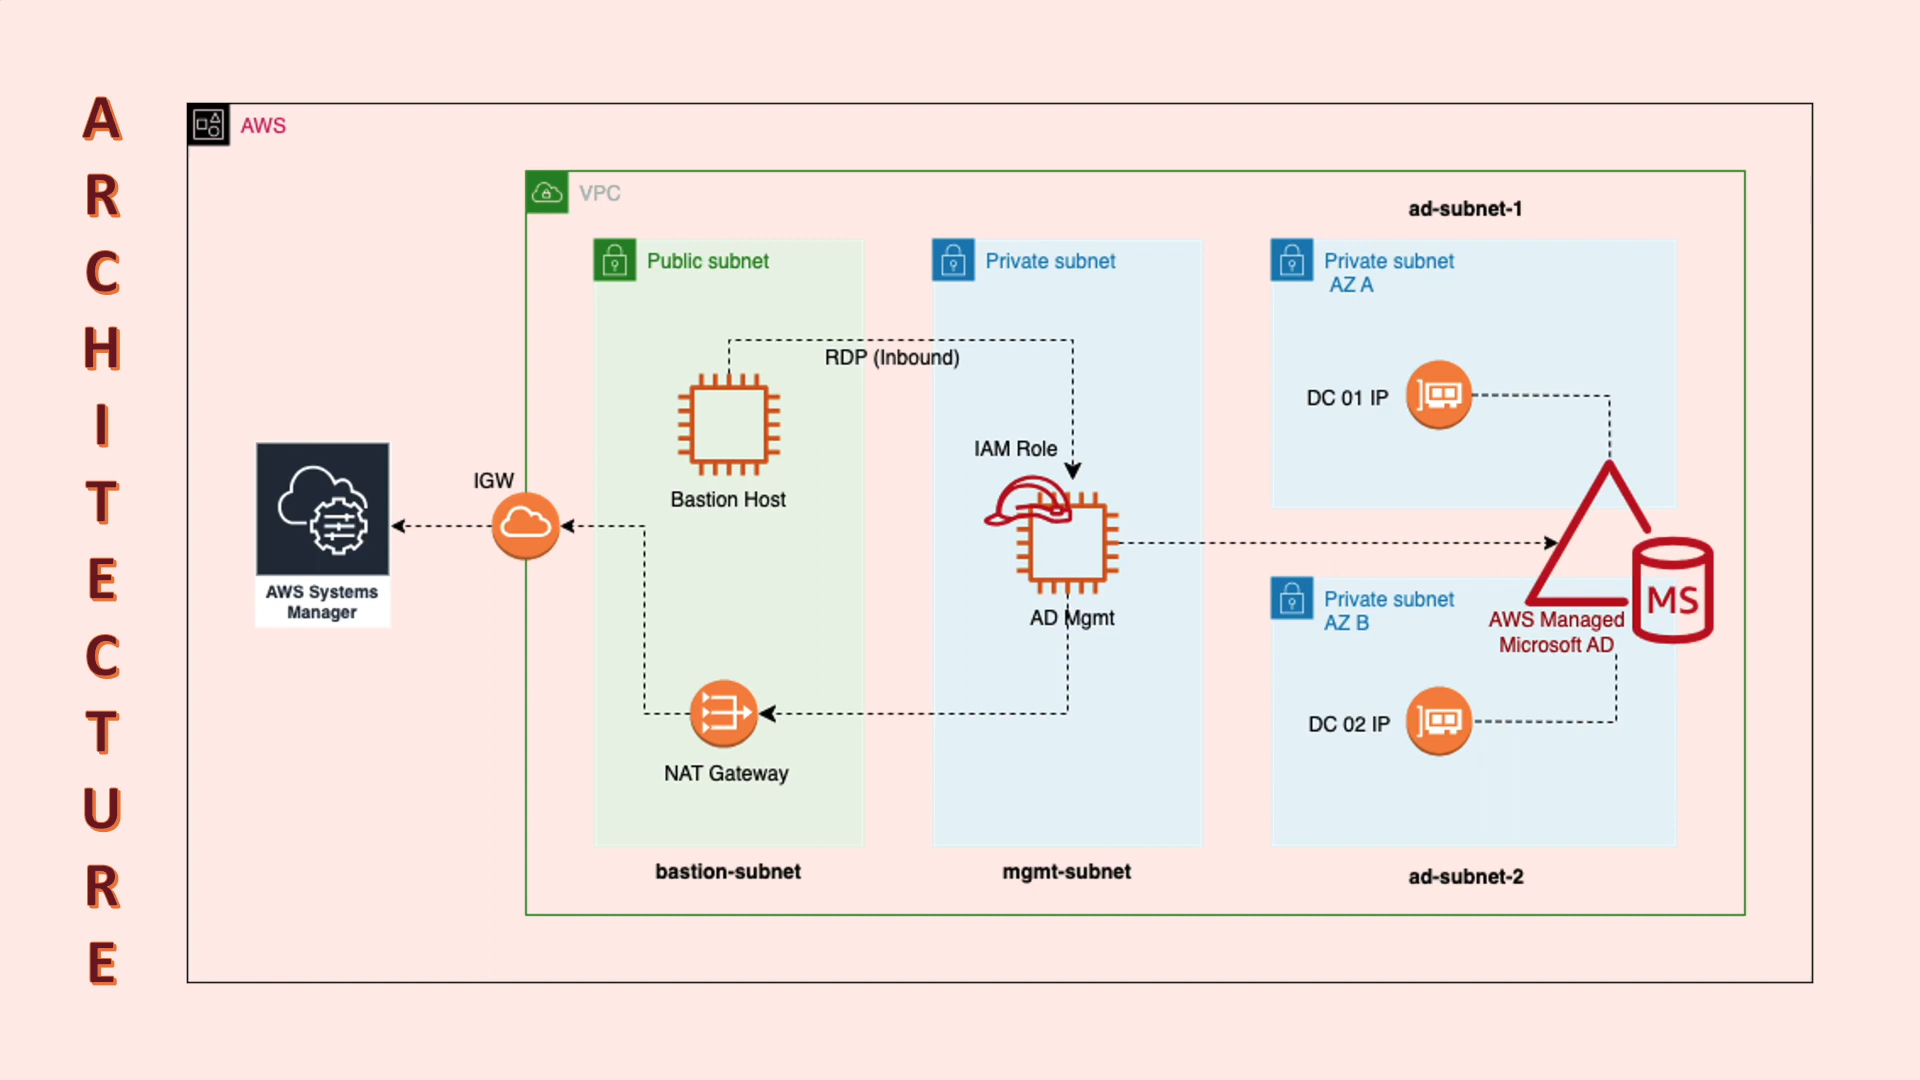 ARCHITECTURE
AWS
VPC
ad-subnet-1
Public subnet
Private subnet
Private subnet
AZ A
RDP (Inbound)
DC 01 IP
IAM Role
IGW
Bastion Host
AWS Systems
Manager
AD Mgmt
Private subnet
AZ B
MS
AWS Managed
Microsoft AD
DC 02 IP
NAT Gateway
bastion-subnet
mgmt-subnet
ad-subnet-2